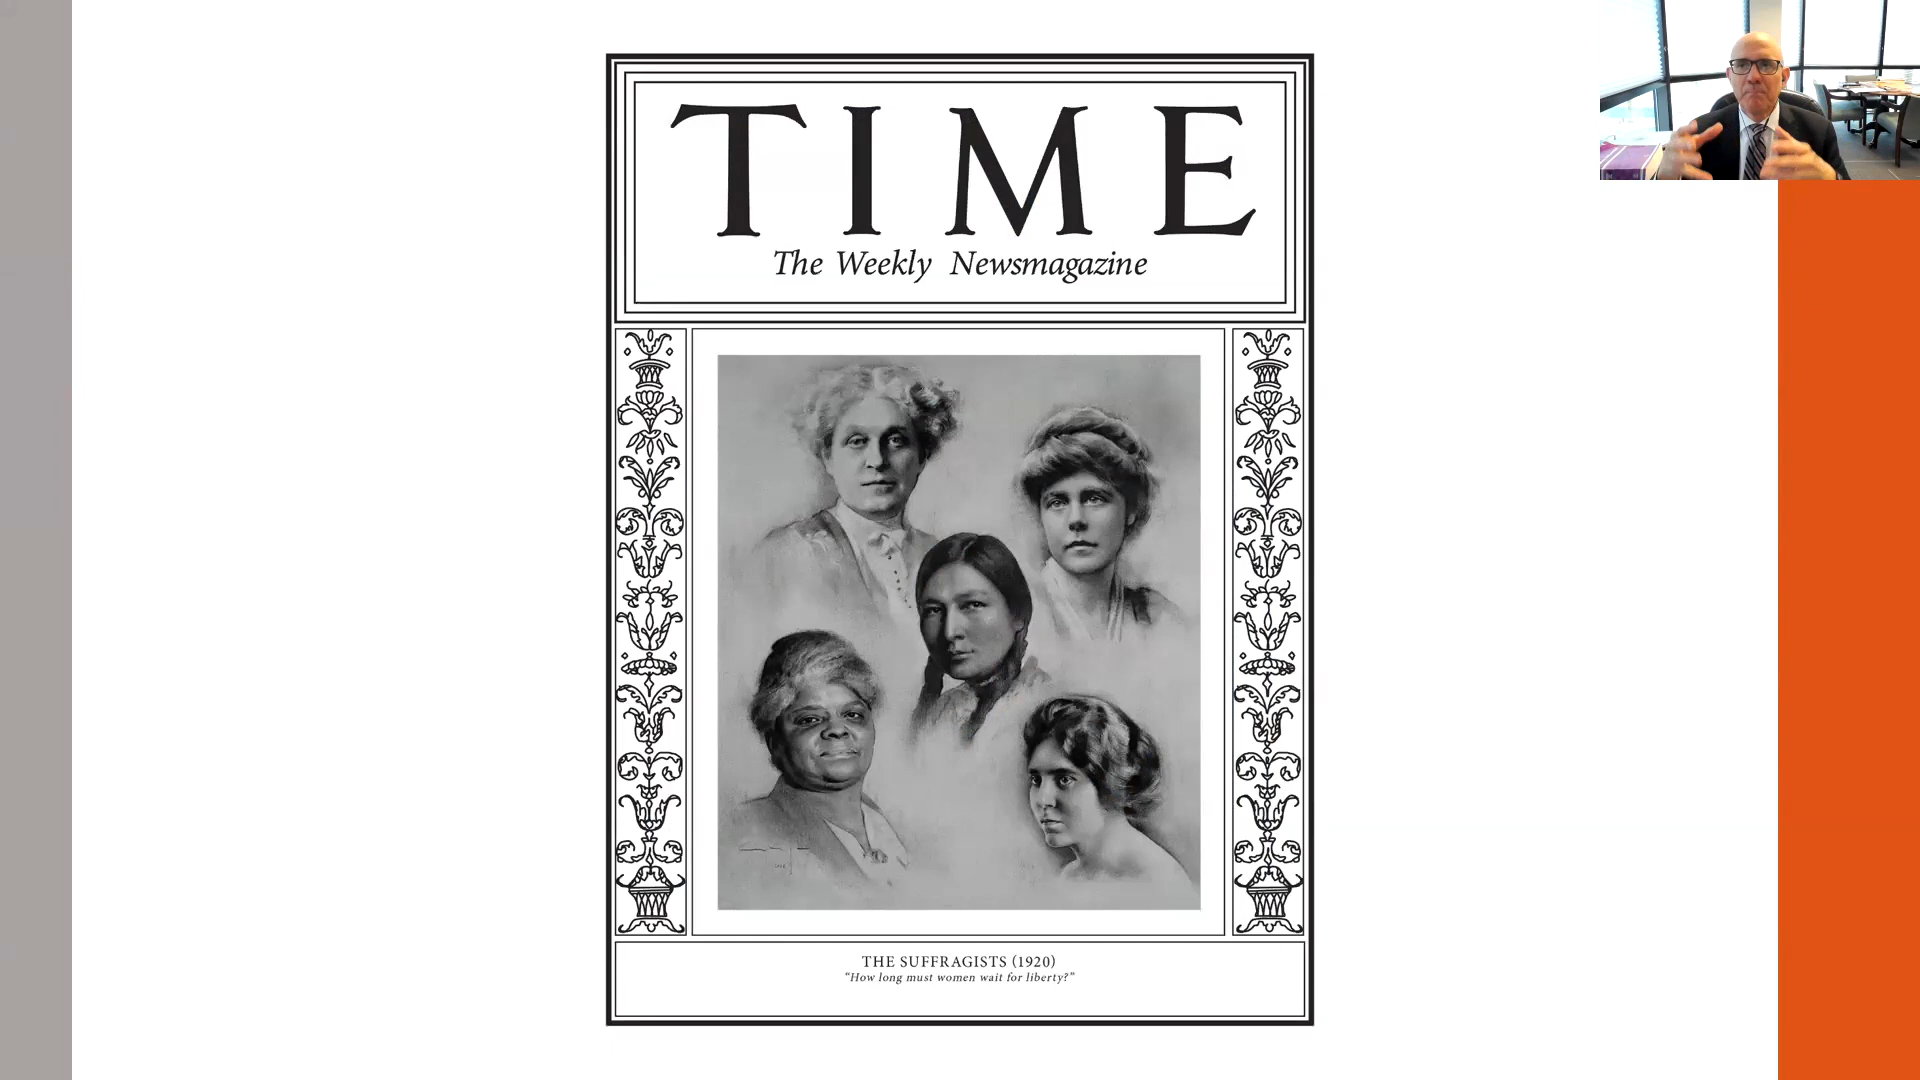 TIME
The Weekly Newsmagazine
THE SUFFRAGISTS (1920)
“How long must women wait for liberty?”